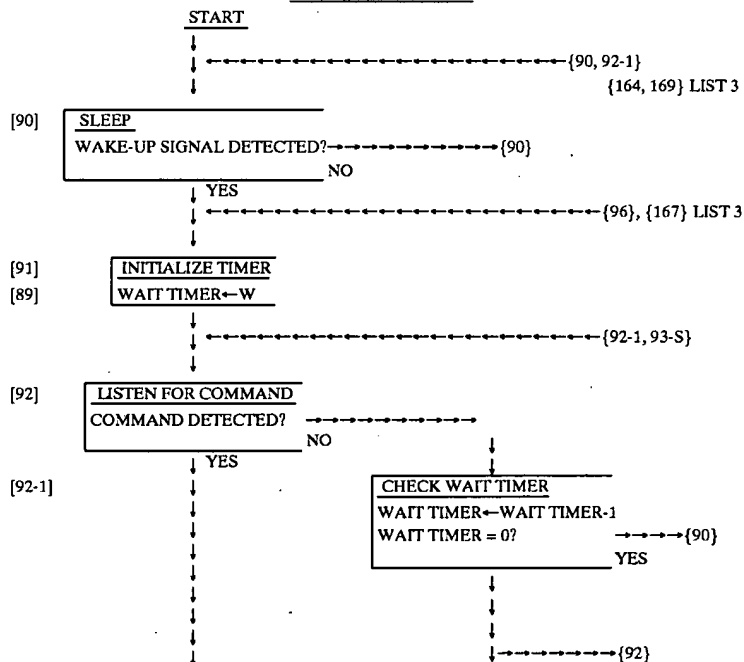 START
{90, 92-1}
{164, 169} LIST 3
[90] SLEEP
WAKE-UP SIGNAL DETECTED? {90}
NO
YES
{96}, {167} LIST 3
[91] INITIALIZE TIMER
[89] WAIT TIMER←W
{92-1, 93-S}
[92] LISTEN FOR COMMAND
COMMAND DETECTED?
NO
YES
[92-1] CHECK WAIT TIMER
WAIT TIMER←WAIT TIMER-1
WAIT TIMER = 0? {90}
YES
{92}